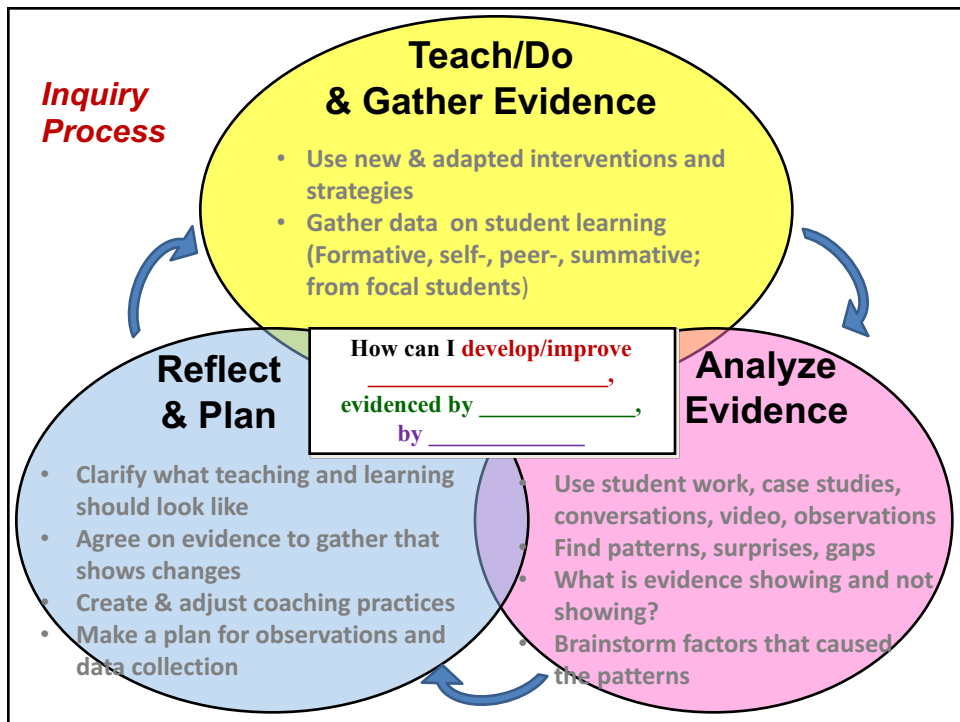 Inquiry
Process
Teach/Do
& Gather Evidence
• Use new & adapted interventions and
strategies
• Gather data on student learning
(Formative, self-, peer-, summative;
from focal students)
How can I develop/improve
____________________,
evidenced by _____________,
by _____________
Reflect
& Plan
• Clarify what teaching and learning
should look like
• Agree on evidence to gather that
shows changes
• Create & adjust coaching practices
• Make a plan for observations and
data collection
Analyze
Evidence
• Use student work, case studies,
conversations, video, observations
• Find patterns, surprises, gaps
• What is evidence showing and not
showing?
• Brainstorm factors that caused
the patterns